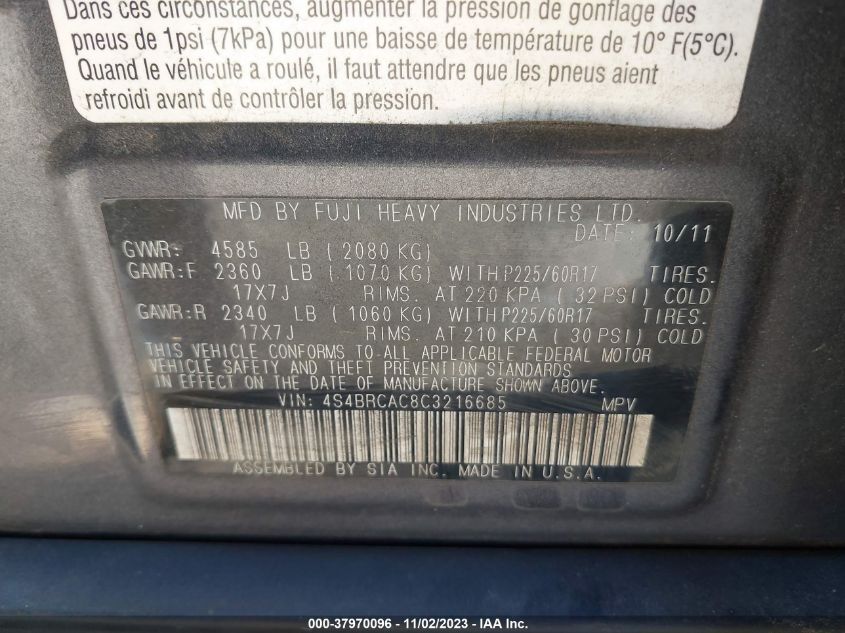 Dans ces circonstances, augmenter la pression de gonflage des
pneus de 1psi (7kPa) pour une baisse de température de 10° F(5°C).
Quand le véhicule a roulé, il faut attendre que les pneus aient
refroidi avant de contrôler la pression.
MFD BY FUJI HEAVY INDUSTRIES LTD.
DATE: 10/11
GVWR: 4585 LB ( 2080 KG)
GAWR:F 2360 LB ( 1070 KG) WITHP225/60R17 TIRES.
17X7J RIMS. AT 220 KPA ( 32 PSI) COLD
GAWR:R 2340 LB ( 1060 KG) WITHP225/60R17 TIRES.
17X7J RIMS. AT 210 KPA ( 30 PSI) COLD
THIS VEHICLE CONFORMS TO ALL APPLICABLE FEDERAL MOTOR
VEHICLE SAFETY AND THEFT PREVENTION STANDARDS
IN EFFECT ON THE DATE OF MANUFACTURE SHOWN ABOVE.
VIN: 4S4BRCAC8C3216685 MPV
ASSEMBLED BY SIA INC. MADE IN U.S.A.
000-37970096 - 11/02/2023 - IAA Inc.